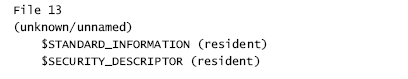 File 13
(unknown/unnamed)
$STANDARD_INFORMATION (resident)
$SECURITY_DESCRIPTOR (resident)